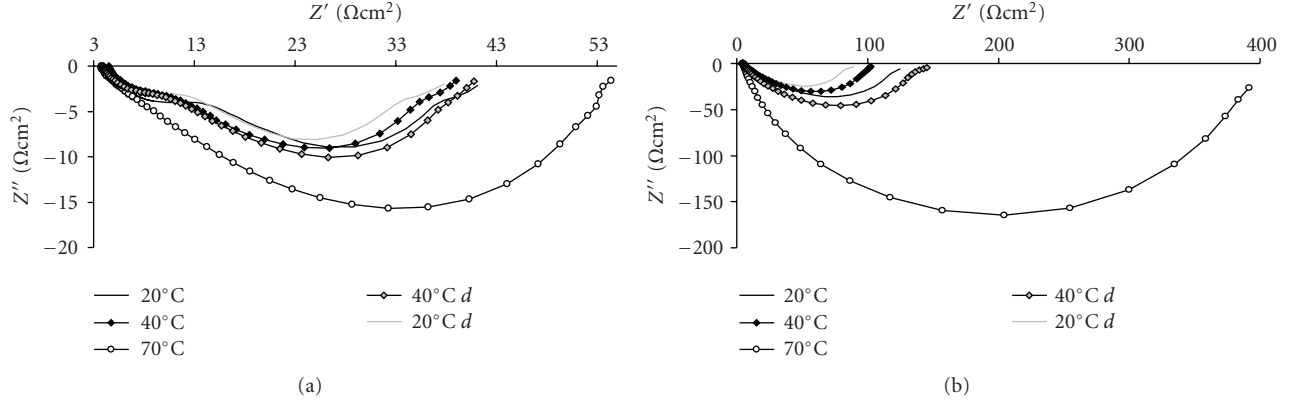 Z′ (Ωcm²)
3 13 23 33 43 53
0
−5
−10
−15
−20
Z′′ (Ωcm²)
20°C
40°C
70°C
40°C d
20°C d
(a)
Z′ (Ωcm²)
0 100 200 300 400
0
−50
−100
−150
−200
Z′′ (Ωcm²)
20°C
40°C
70°C
40°C d
20°C d
(b)